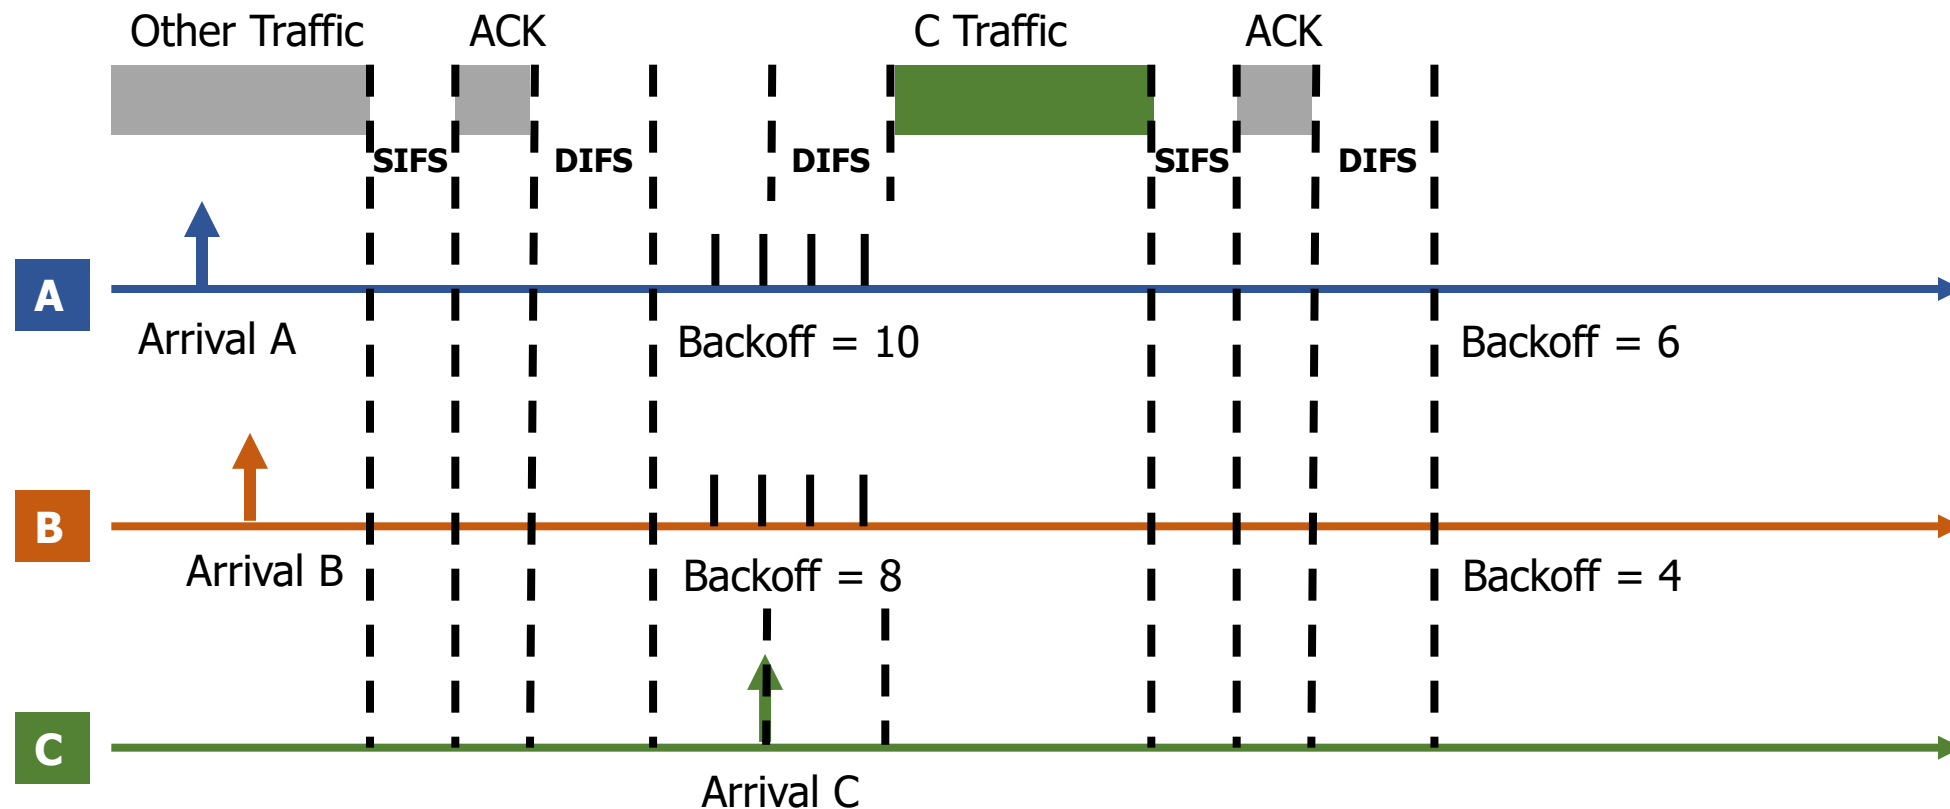 Other Traffic ACK C Traffic ACK
SIFS DIFS DIFS SIFS DIFS
A
Arrival A Backoff = 10 Backoff = 6
B
Arrival B Backoff = 8 Backoff = 4
C
Arrival C